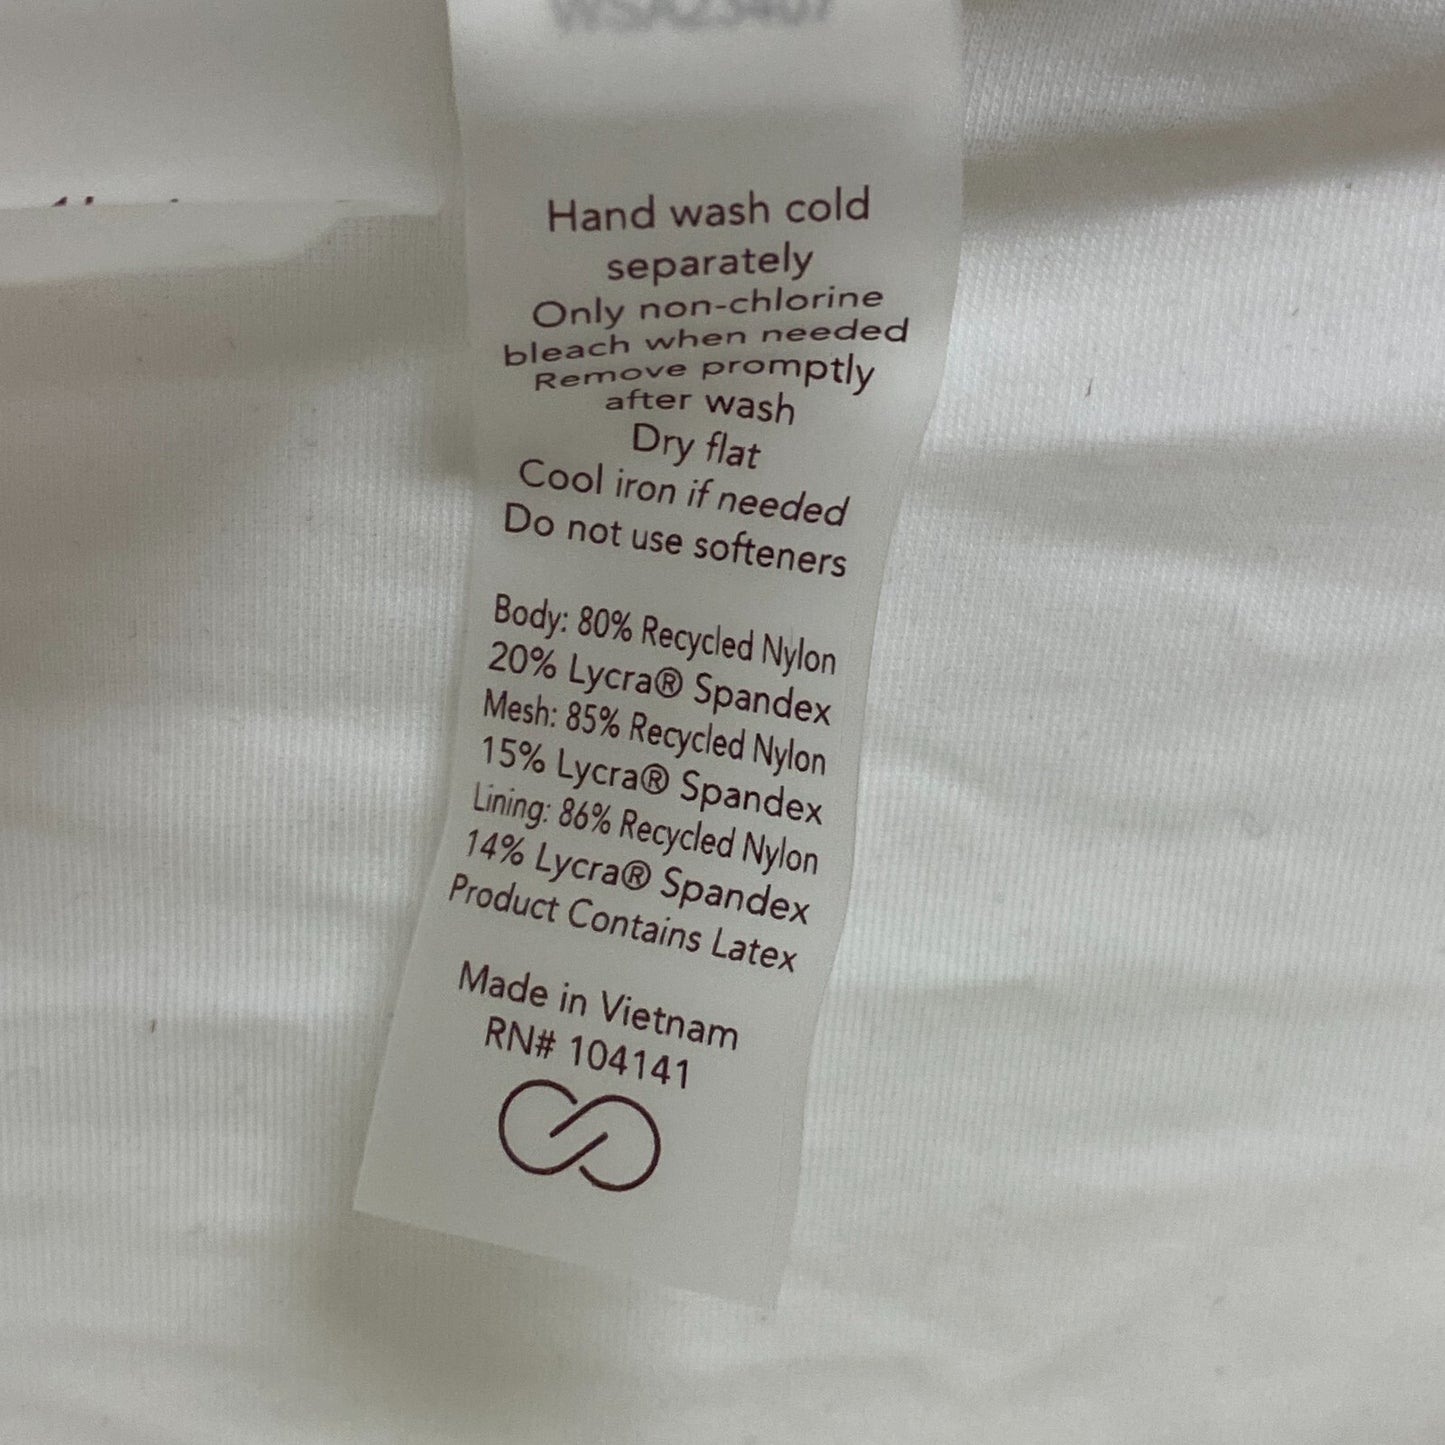 Hand wash cold
separately
Only non-chlorine
bleach when needed
Remove promptly
after wash
Dry flat
Cool iron if needed
Do not use softeners
Body: 80% Recycled Nylon
20% Lycra® Spandex
Mesh: 85% Recycled Nylon
15% Lycra® Spandex
Lining: 86% Recycled Nylon
14% Lycra® Spandex
Product Contains Latex
Made in Vietnam
RN# 104141